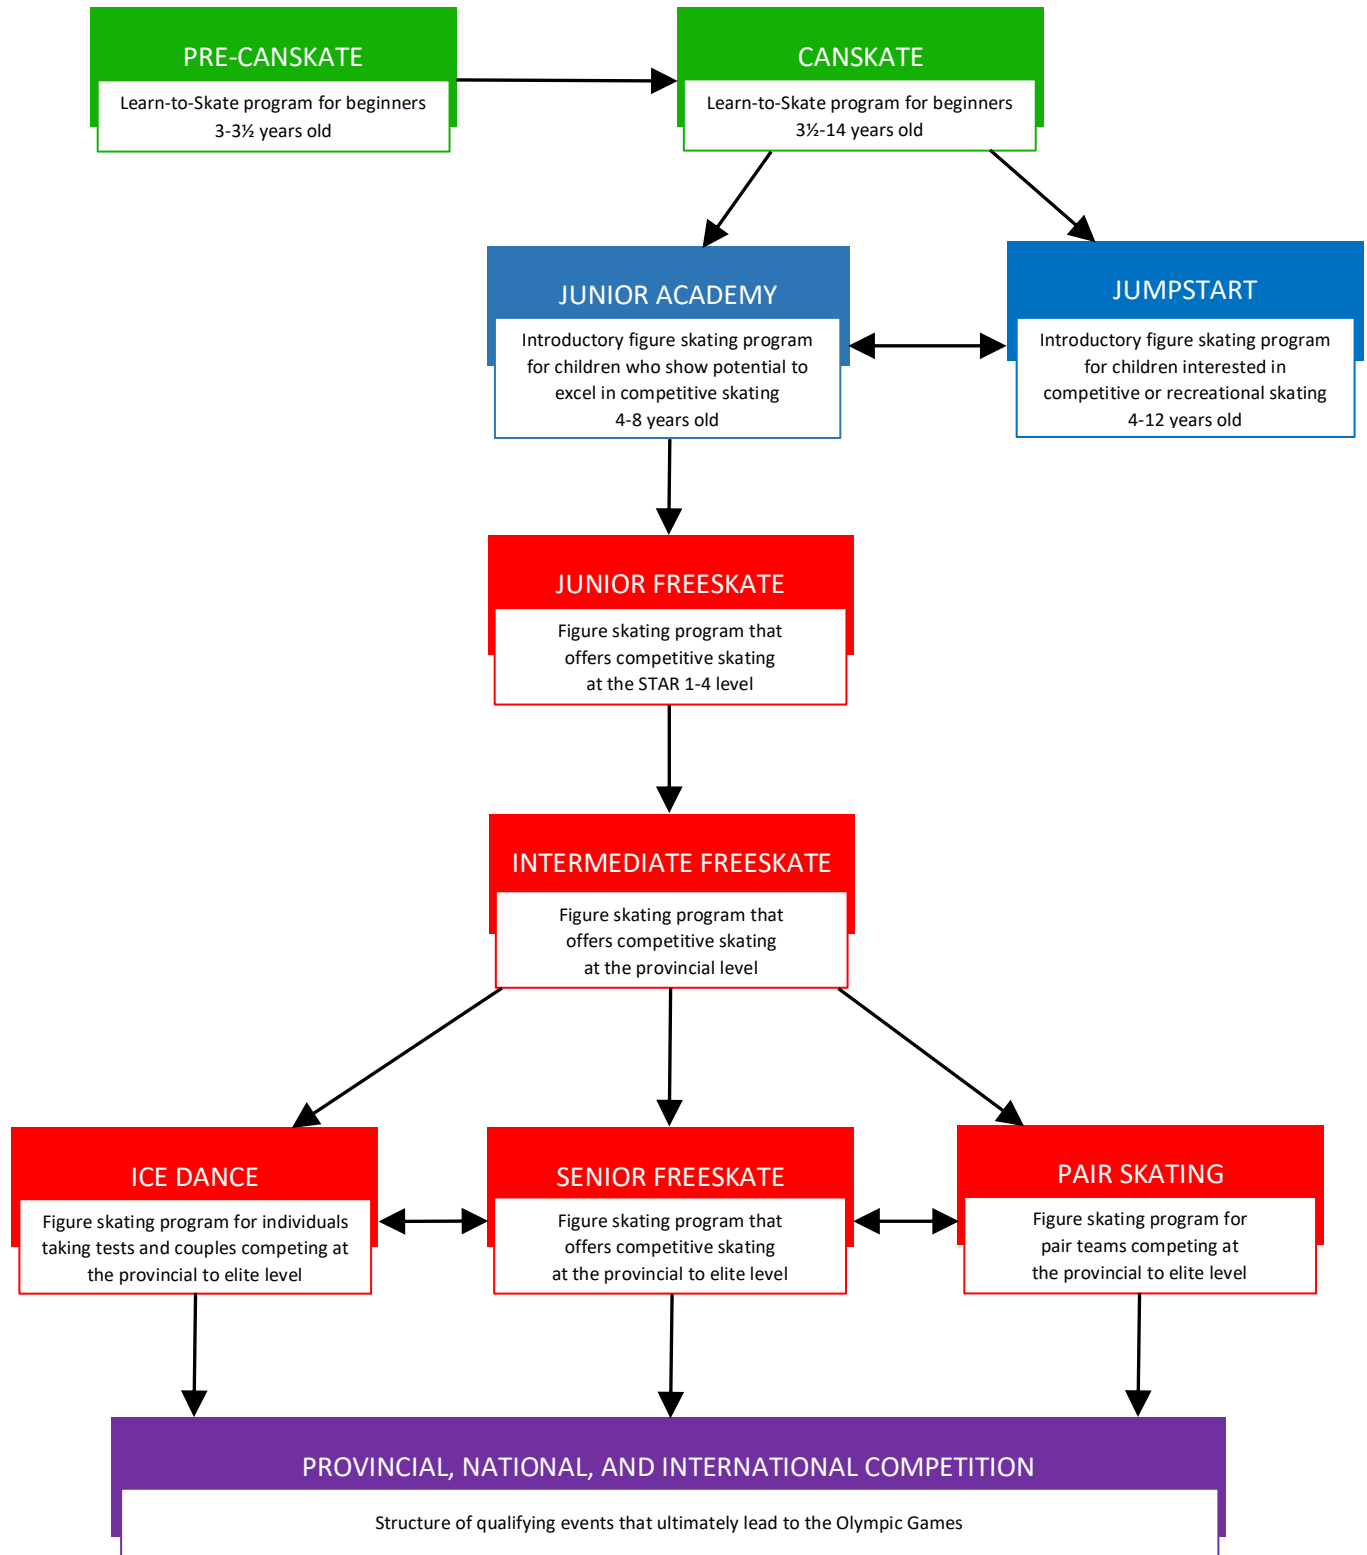 PRE-CANSKATE
Learn-to-Skate program for beginners
3-3½ years old
CANSKATE
Learn-to-Skate program for beginners
3½-14 years old
JUNIOR ACADEMY
Introductory figure skating program
for children who show potential to
excel in competitive skating
4-8 years old
JUMPSTART
Introductory figure skating program
for children interested in
competitive or recreational skating
4-12 years old
JUNIOR FREESKATE
Figure skating program that
offers competitive skating
at the STAR 1-4 level
INTERMEDIATE FREESKATE
Figure skating program that
offers competitive skating
at the provincial level
ICE DANCE
Figure skating program for individuals
taking tests and couples competing at
the provincial to elite level
SENIOR FREESKATE
Figure skating program that
offers competitive skating
at the provincial to elite level
PAIR SKATING
Figure skating program for
pair teams competing at
the provincial to elite level
PROVINCIAL, NATIONAL, AND INTERNATIONAL COMPETITION
Structure of qualifying events that ultimately lead to the Olympic Games